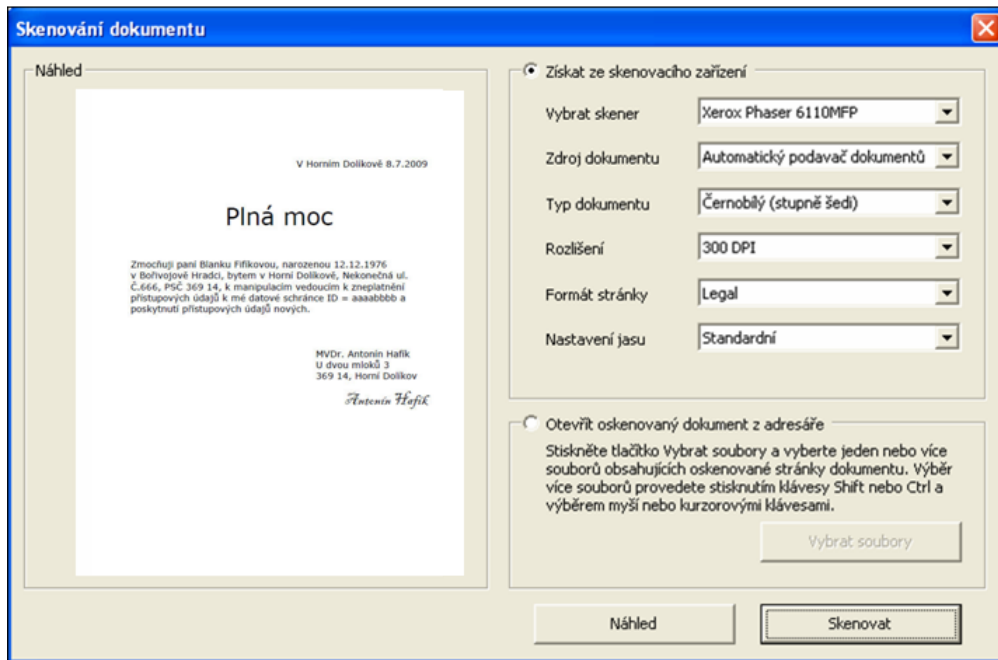 Skenování dokumentu
Náhled
V Horním Dolíkově 8.7.2009
Plná moc
Zmocňuji paní Blanku Fifíkovou, narozenou 12.12.1976
v Bořivojově Hradci, bytem v Horní Dolíkově, Nekonečná ul.
Č.666, PSČ 369 14, k manipulacím vedoucím k zneplatnění
přístupových údajů k mé datové schránce ID = aaaabbbb a
poskytnutí přístupových údajů nových.
MVDr. Antonín Hafík
U dvou mloků 3
369 14, Horní Dolíkov
Antonín Hafík
Získat ze skenovacího zařízení
Vybrat skener Xerox Phaser 6110MFP
Zdroj dokumentu Automatický podavač dokumentů
Typ dokumentu Černobílý (stupně šedi)
Rozlišení 300 DPI
Formát stránky Legal
Nastavení jasu Standardní
Otevřít oskenovaný dokument z adresáře
Stiskněte tlačítko Vybrat soubory a vyberte jeden nebo více
souborů obsahujících oskenované stránky dokumentu. Výběr
více souborů provedete stisknutím klávesy Shift nebo Ctrl a
výběrem myší nebo kurzorovými klávesami.
Vybrat soubory
Náhled
Skenovat